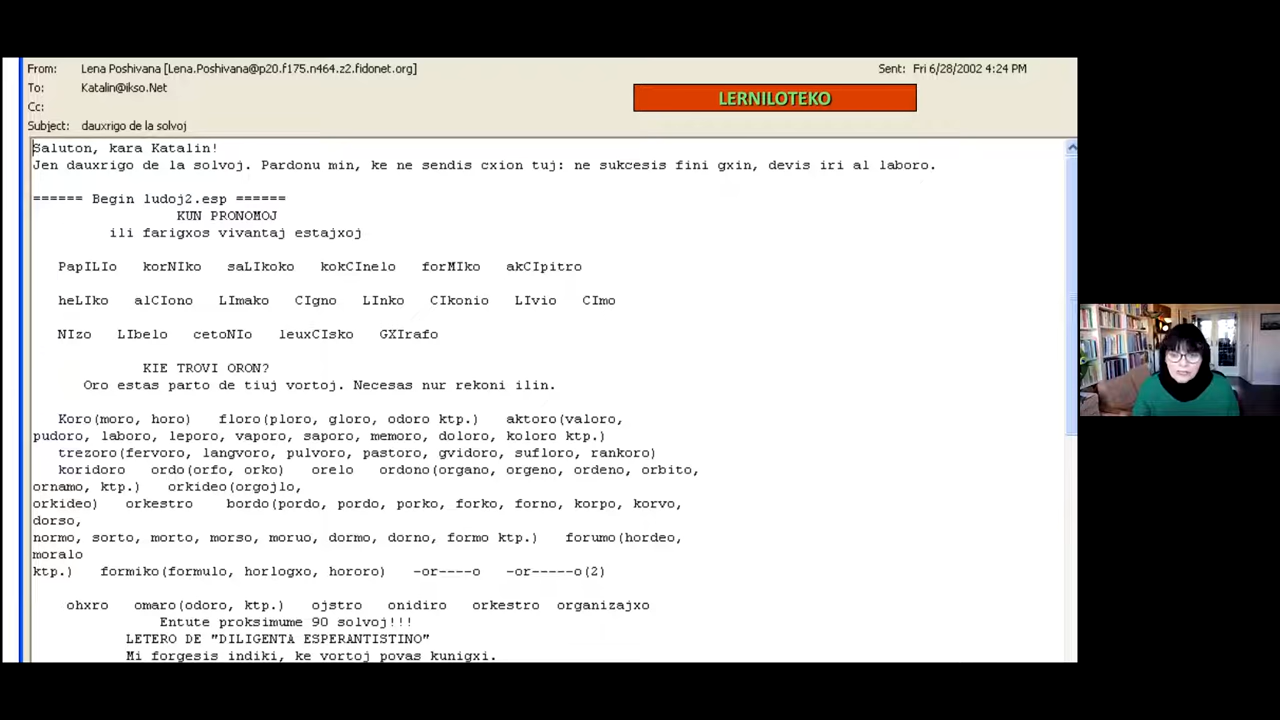 From: Lena Poshivana [Lena.Poshivana@p20.f175.n464.z2.fidonet.org]
Sent: Fri 6/28/2002 4:24 PM
To: Katalin@ikso.Net
LERNILOTEKO
Cc:
Subject: dauxrigo de la solvoj
Saluton, kara Katalin!
Jen dauxrigo de la solvoj. Pardonu min, ke ne sendis cxion tuj: ne sukcesis fini gxin, devis iri al laboro.
====== Begin ludoj2.esp ======
KUN PRONOMOJ
ili farigxos vivantaj estajxoj
PapILIo korNIko saLIkoko kokCInelo forMIko akCIpitro
heLIko alCIono LImako CIgno LInko CIkonio LIvio CImo
NIzo LIbelo cetoNIo leuxCIsko GXIrafo
KIE TROVI ORON?
Oro estas parto de tiuj vortoj. Necesas nur rekoni ilin.
Koro(moro, horo) floro(ploro, gloro, odoro ktp.) aktoro(valoro,
pudoro, laboro, leporo, vaporo, saporo, memoro, doloro, koloro ktp.)
trezoro(fervoro, langvoro, pulvoro, pastoro, gvidoro, sufloro, rankoro)
koridoro ordo(orfo, orko) orelo ordono(organo, orgeno, ordeno, orbito,
ornamo, ktp.) orkideo(orgojlo,
orkideo) orkestro bordo(pordo, pordo, porko, forko, forno, korpo, korvo,
dorso,
normo, sorto, morto, morso, moruo, dormo, dorno, formo ktp.) forumo(hordeo,
moralo
ktp.) formiko(formulo, horlogxo, hororo) -or----o -or-----o(2)
ohxro omaro(odoro, ktp.) ojstro onidiro orkestro organizajxo
Entute proksimume 90 solvoj!!!
LETERO DE "DILIGENTA ESPERANTISTINO"
Mi forgesis indiki, ke vortoj povas kunigxi.